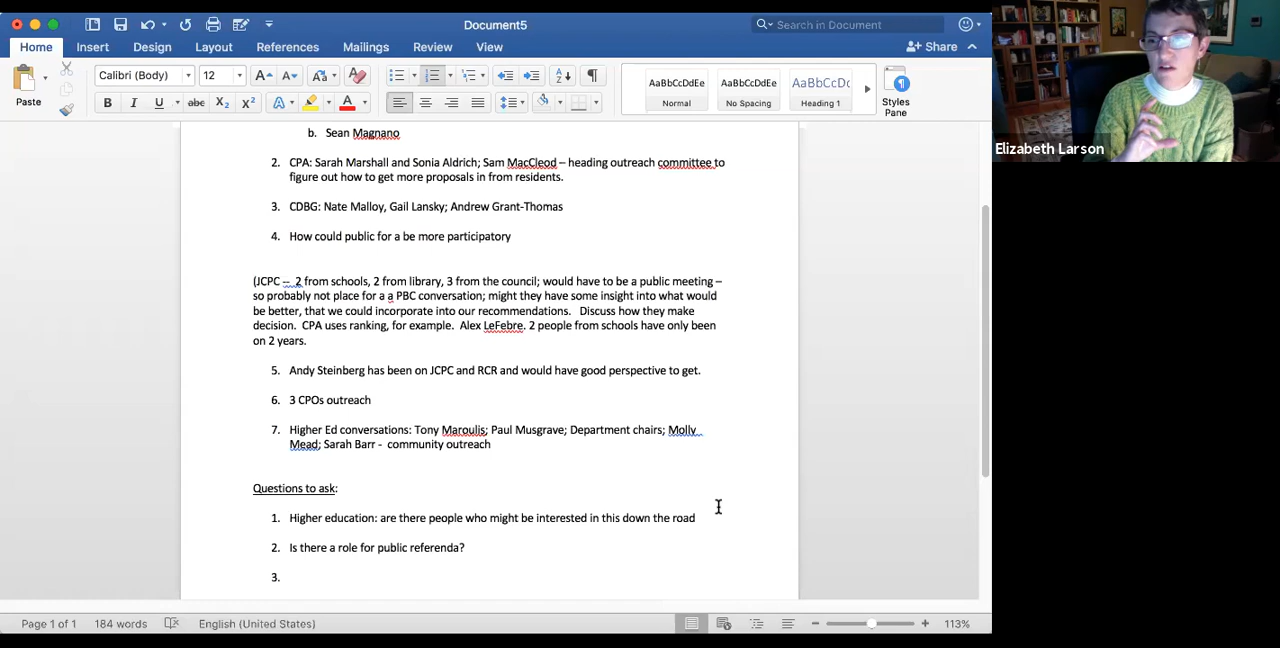 Document5
Search in Document
Home Insert Design Layout References Mailings Review View
Share
Paste
Calibri (Body) 12
AaBbCcDdEe AaBbCcDdEe AaBbCcDc
Normal No Spacing Heading 1
Styles Pane
b. Sean Magnano
2. CPA: Sarah Marshall and Sonia Aldrich; Sam MacCleod – heading outreach committee to
figure out how to get more proposals in from residents.
3. CDBG: Nate Malloy, Gail Lansky; Andrew Grant-Thomas
4. How could public for a be more participatory
(JCPC -- 2 from schools, 2 from library, 3 from the council; would have to be a public meeting –
so probably not place for a a PBC conversation; might they have some insight into what would
be better, that we could incorporate into our recommendations. Discuss how they make
decision. CPA uses ranking, for example. Alex LeFebre. 2 people from schools have only been
on 2 years.
5. Andy Steinberg has been on JCPC and RCR and would have good perspective to get.
6. 3 CPOs outreach
7. Higher Ed conversations: Tony Maroulis; Paul Musgrave; Department chairs; Molly
Mead; Sarah Barr - community outreach
Questions to ask:
1. Higher education: are there people who might be interested in this down the road
2. Is there a role for public referenda?
3.
Page 1 of 1 184 words English (United States) 113%
Elizabeth Larson